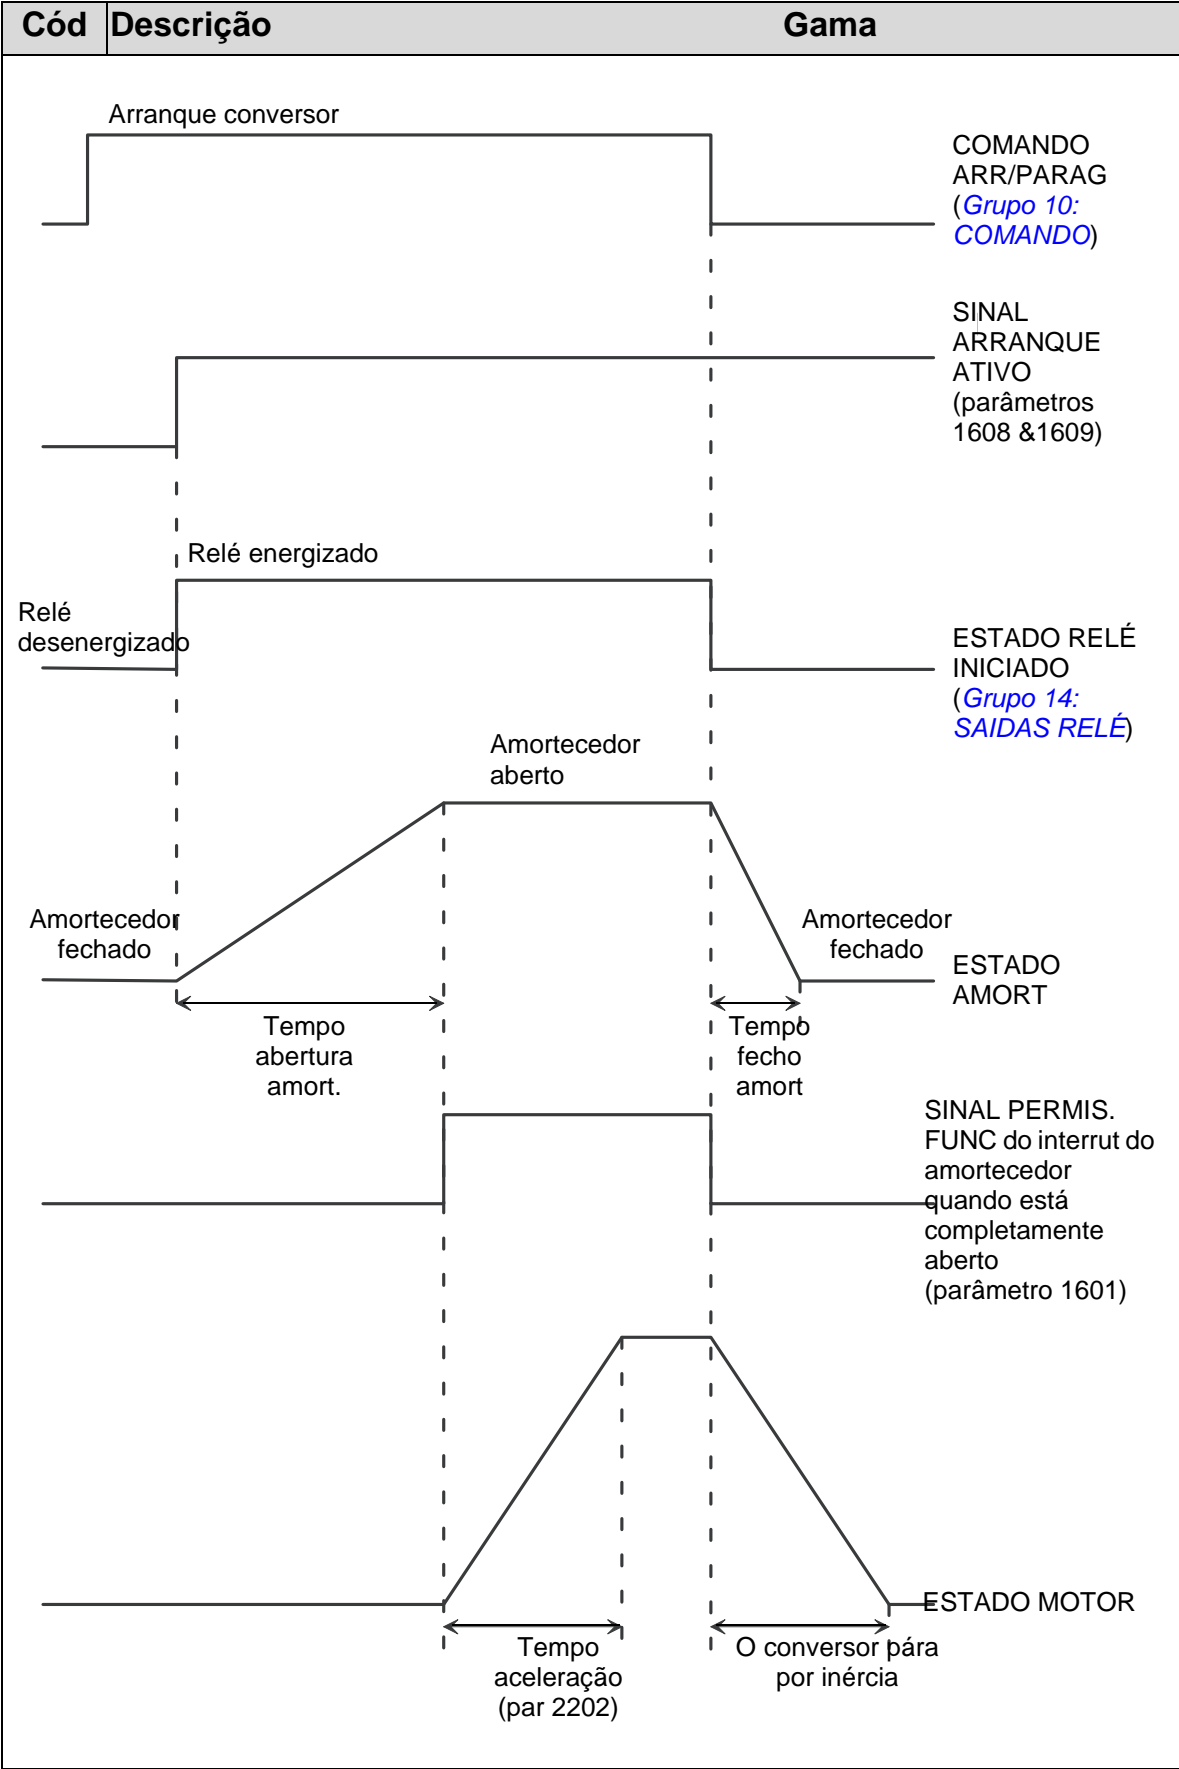 Cód Descrição Gama
Arranque conversor
COMANDO
ARR/PARAG
(Grupo 10:
COMANDO)
SINAL
ARRANQUE
ATIVO
(parâmetros
1608 &1609)
Relé energizado
Relé
desenergizado
ESTADO RELÉ
INICIADO
(Grupo 14:
SAIDAS RELÉ)
Amortecedor
aberto
Amortecedor
fechado
Amortecedor
fechado
ESTADO
AMORT
Tempo
abertura
amort.
Tempo
fecho
amort
SINAL PERMIS.
FUNC do interrut do
amortecedor
quando está
completamente
aberto
(parâmetro 1601)
ESTADO MOTOR
Tempo
aceleração
(par 2202)
O conversor pára
por inércia